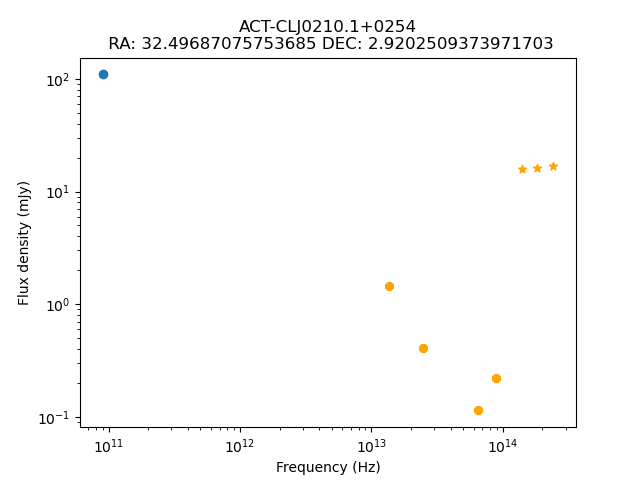 ACT-CLJ0210.1+0254
RA: 32.49687075753685 DEC: 2.9202509373971703
Flux density (mJy)
10²
10¹
10⁰
10⁻¹
10¹¹ 10¹² 10¹³ 10¹⁴
Frequency (Hz)